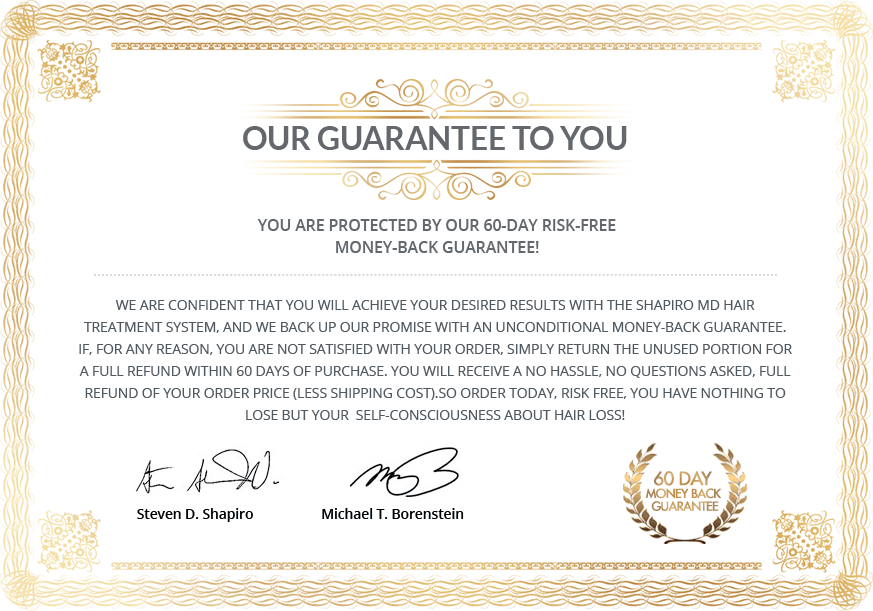 OUR GUARANTEE TO YOU
YOU ARE PROTECTED BY OUR 60-DAY RISK-FREE
MONEY-BACK GUARANTEE!
WE ARE CONFIDENT THAT YOU WILL ACHIEVE YOUR DESIRED RESULTS WITH THE SHAPIRO MD HAIR
TREATMENT SYSTEM, AND WE BACK UP OUR PROMISE WITH AN UNCONDITIONAL MONEY-BACK GUARANTEE.
IF, FOR ANY REASON, YOU ARE NOT SATISFIED WITH YOUR ORDER, SIMPLY RETURN THE UNUSED PORTION FOR
A FULL REFUND WITHIN 60 DAYS OF PURCHASE. YOU WILL RECEIVE A NO HASSLE, NO QUESTIONS ASKED, FULL
REFUND OF YOUR ORDER PRICE (LESS SHIPPING COST).SO ORDER TODAY, RISK FREE, YOU HAVE NOTHING TO
LOSE BUT YOUR  SELF-CONSCIOUSNESS ABOUT HAIR LOSS!
Steven D. Shapiro
Michael T. Borenstein
60 DAY
MONEY BACK
GUARANTEE